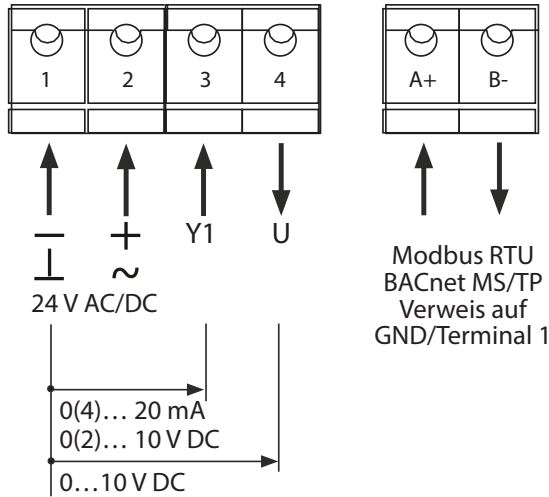 1 2 3 4 A+ B-
— + Y1 U
⊥ ~
24 V AC/DC
Modbus RTU
BACnet MS/TP
Verweis auf
GND/Terminal 1
0(4)... 20 mA
0(2)... 10 V DC
0...10 V DC